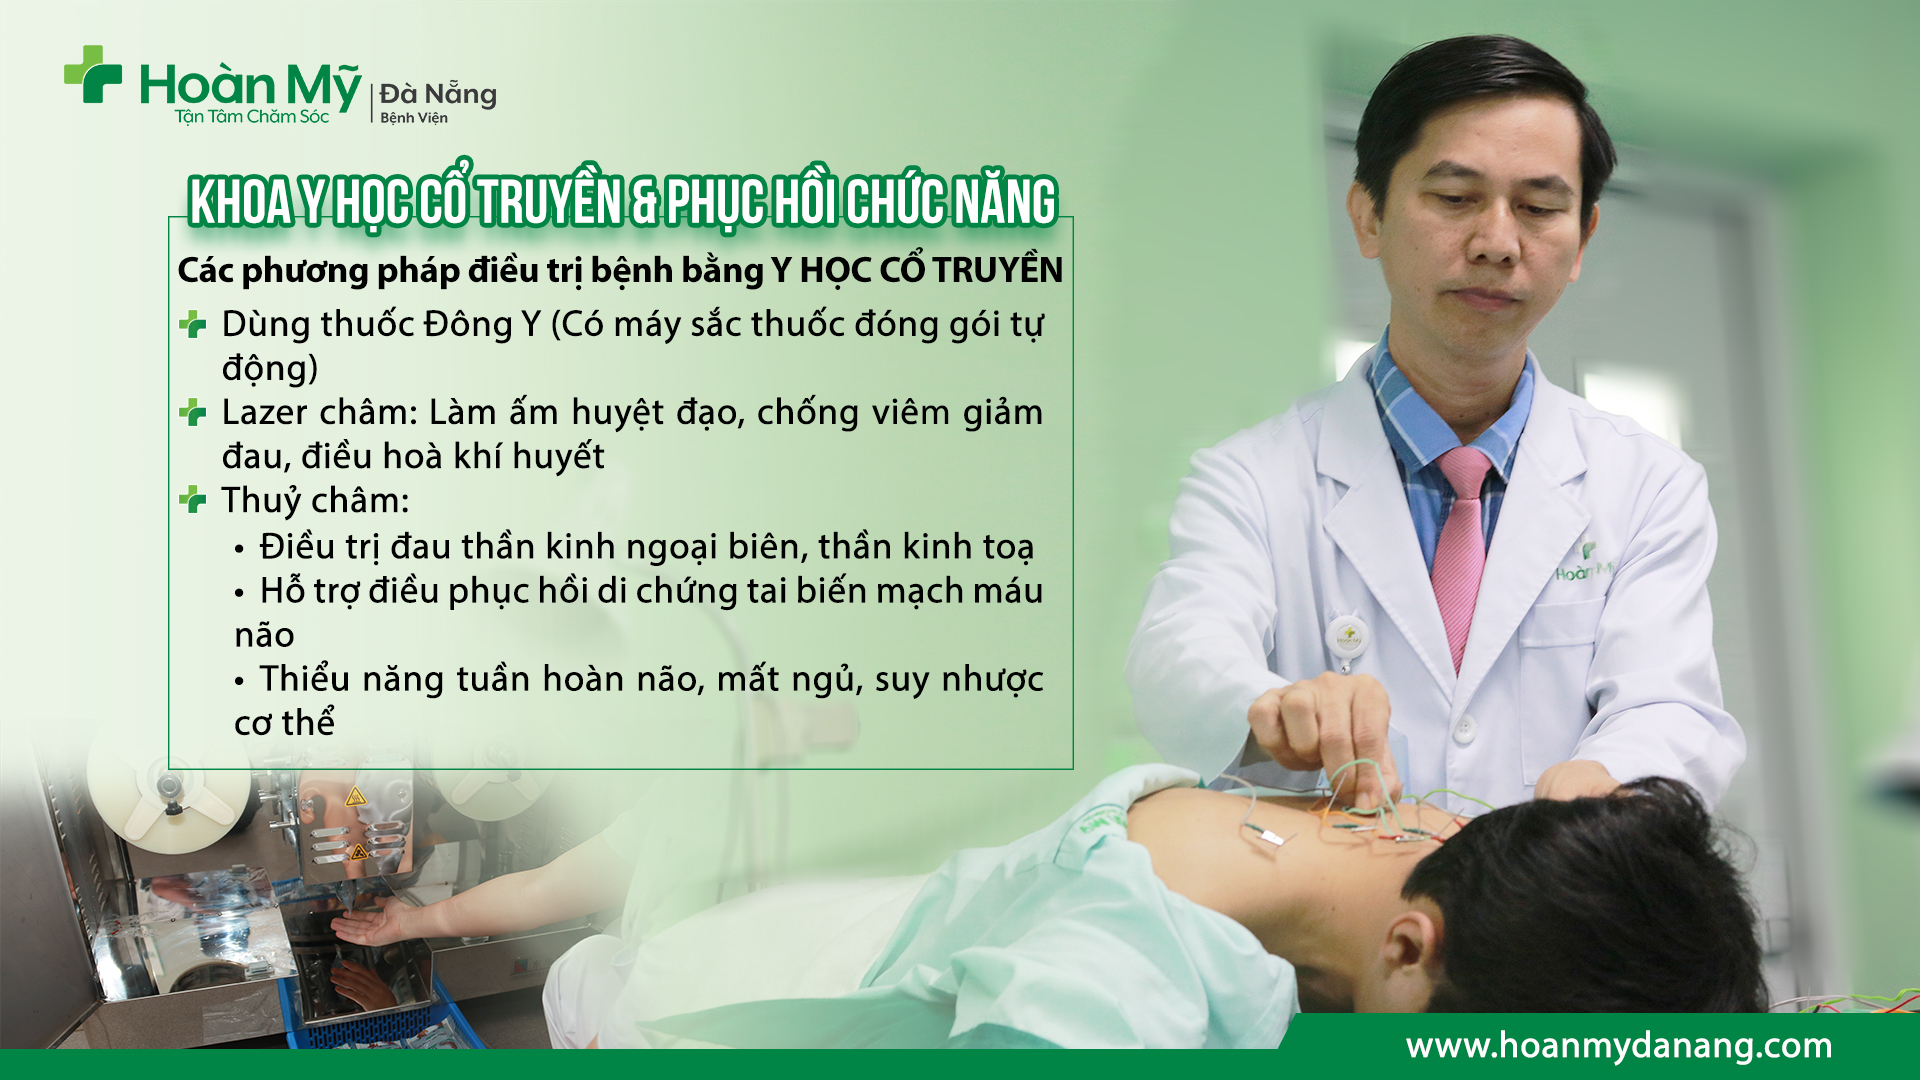 Hoàn Mỹ
Tận Tâm Chăm Sóc
Đà Nẵng
Bệnh Viện
KHOA Y HỌC CỔ TRUYỀN & PHỤC HỒI CHỨC NĂNG
Các phương pháp điều trị bệnh bằng Y HỌC CỔ TRUYỀN
Dùng thuốc Đông Y (Có máy sắc thuốc đóng gói tự
động)
Lazer châm: Làm ấm huyệt đạo, chống viêm giảm
đau, điều hoà khí huyết
Thuỷ châm:
• Điều trị đau thần kinh ngoại biên, thần kinh toạ
• Hỗ trợ điều phục hồi di chứng tai biến mạch máu
não
• Thiểu năng tuần hoàn não, mất ngủ, suy nhược
cơ thể
Hoàn Mỹ
www.hoanmydanang.com